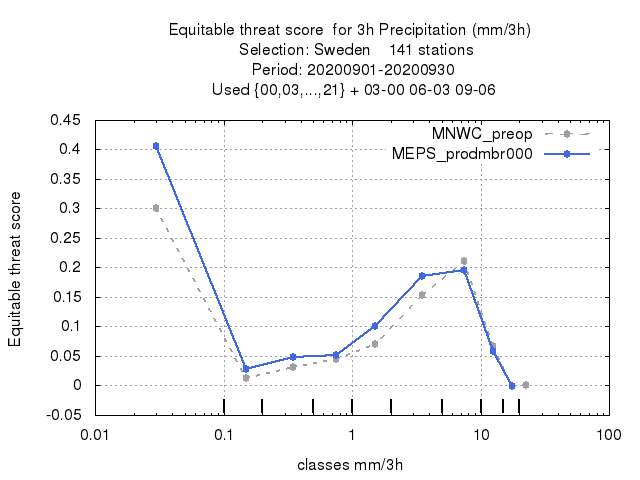 Equitable threat score  for 3h Precipitation (mm/3h)
Selection: Sweden    141 stations
Period: 20200901-20200930
Used {00,03,...,21} + 03-00 06-03 09-06
MNWC_preop
MEPS_prodmbr000
Equitable threat score
0.45
0.4
0.35
0.3
0.25
0.2
0.15
0.1
0.05
0
-0.05
0.01 0.1 1 10 100
classes mm/3h